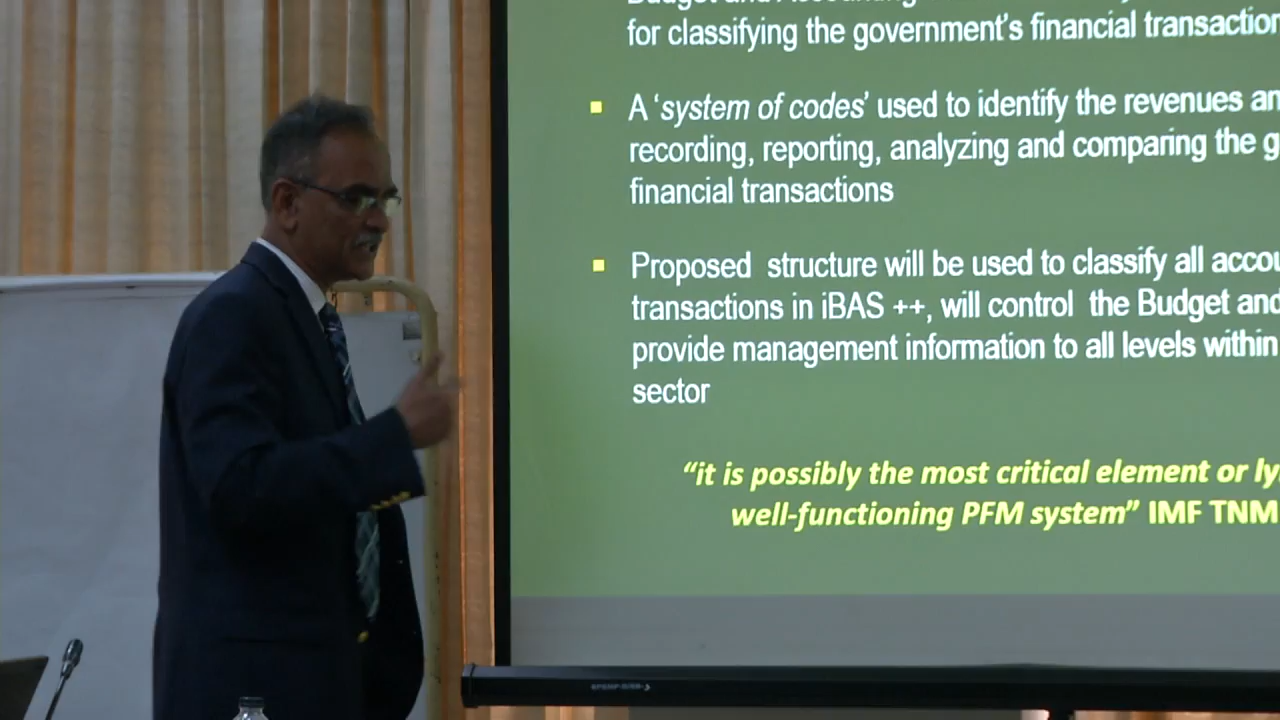 for classifying the government's financial transaction
A 'system of codes' used to identify the revenues an
recording, reporting, analyzing and comparing the g
financial transactions
Proposed structure will be used to classify all accou
transactions in iBAS ++, will control the Budget and
provide management information to all levels within
sector
"it is possibly the most critical element or ly
well-functioning PFM system" IMF TNM